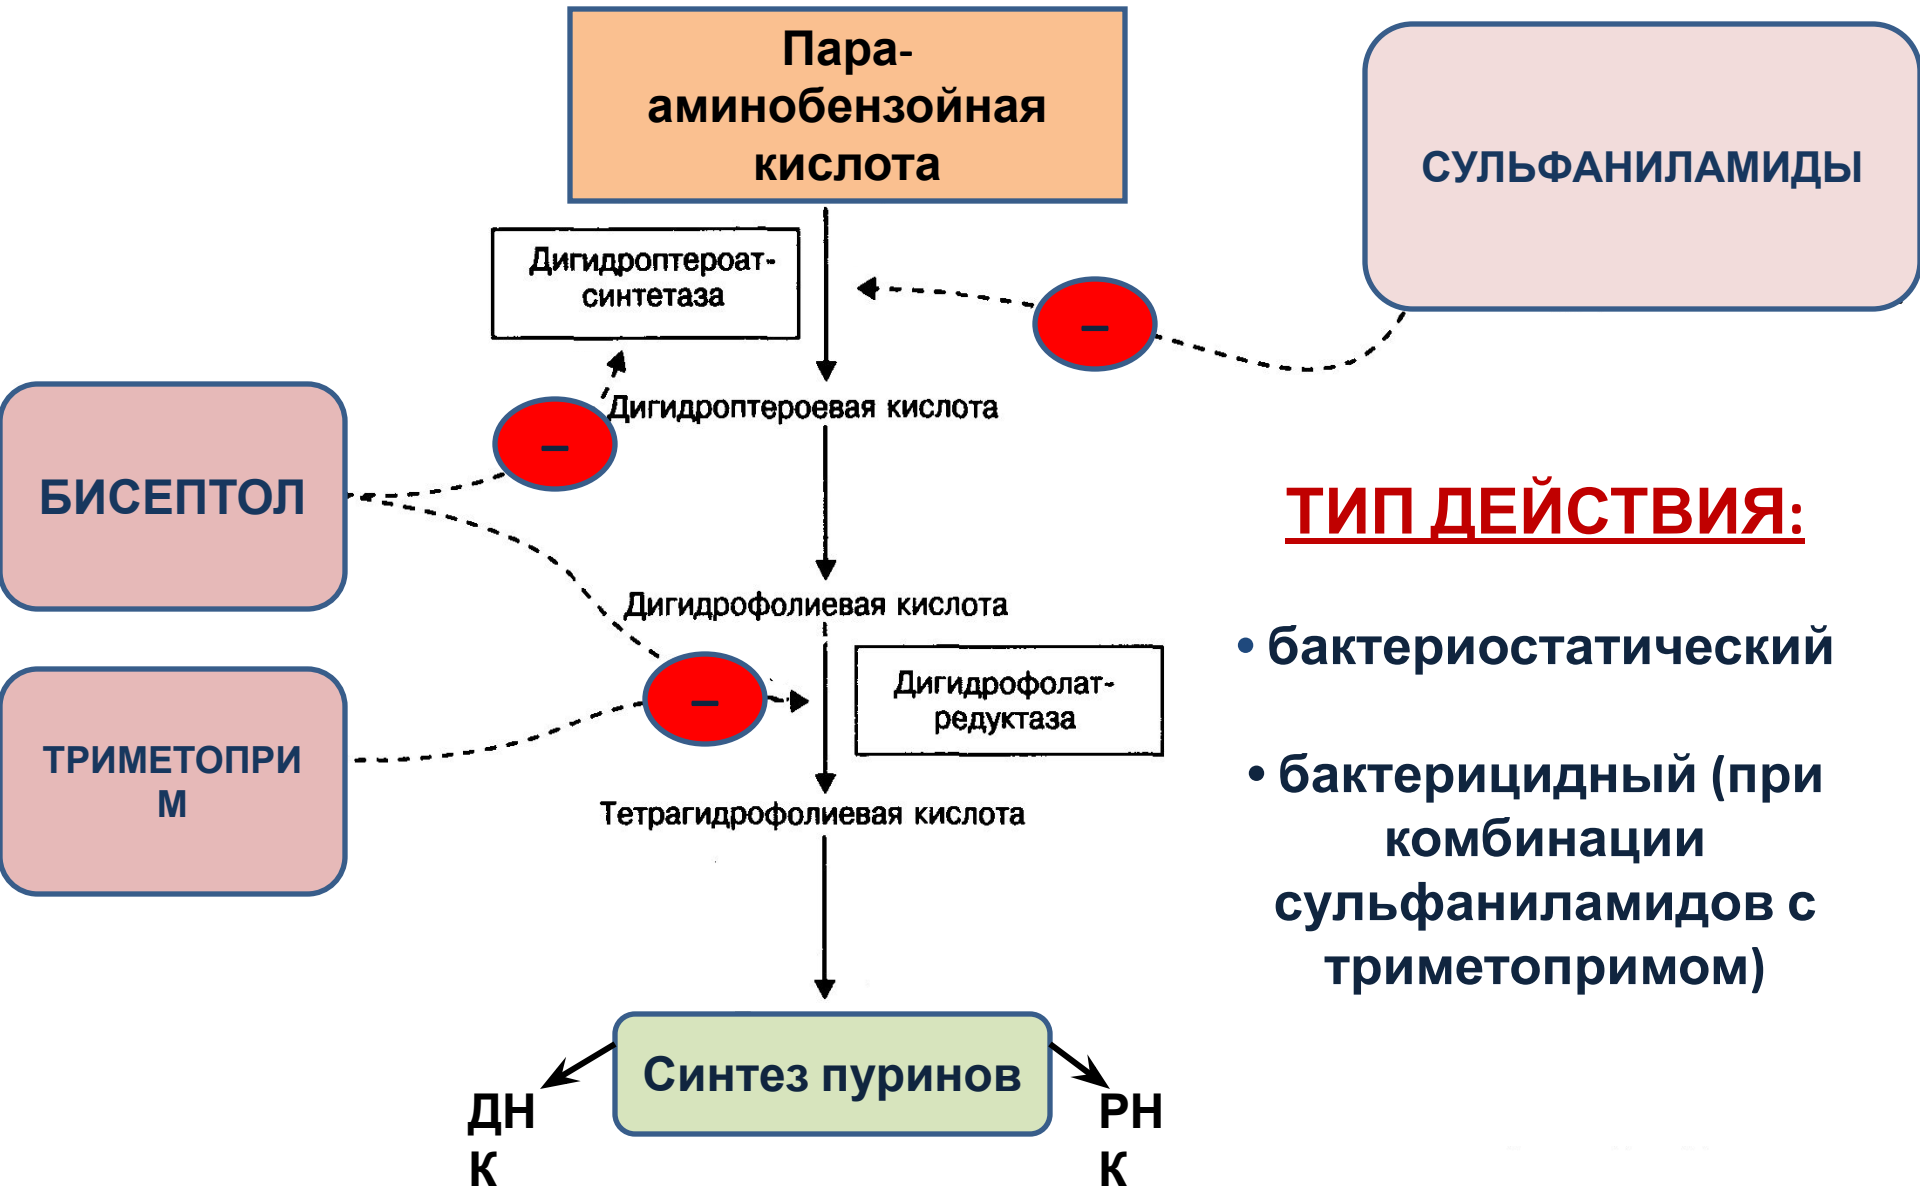 Пара-
аминобензойная
кислота
СУЛЬФАНИЛАМИДЫ
Дигидроптероат-
синтетаза
–
–
Дигидроптероевая кислота
БИСЕПТОЛ
ТИП ДЕЙСТВИЯ:
Дигидрофолиевая кислота
• бактериостатический
Дигидрофолат-
редуктаза
–
ТРИМЕТОПРИ
М
• бактерицидный (при
комбинации
сульфаниламидов с
триметопримом)
Тетрагидрофолиевая кислота
Синтез пуринов
ДН
К
РН
К